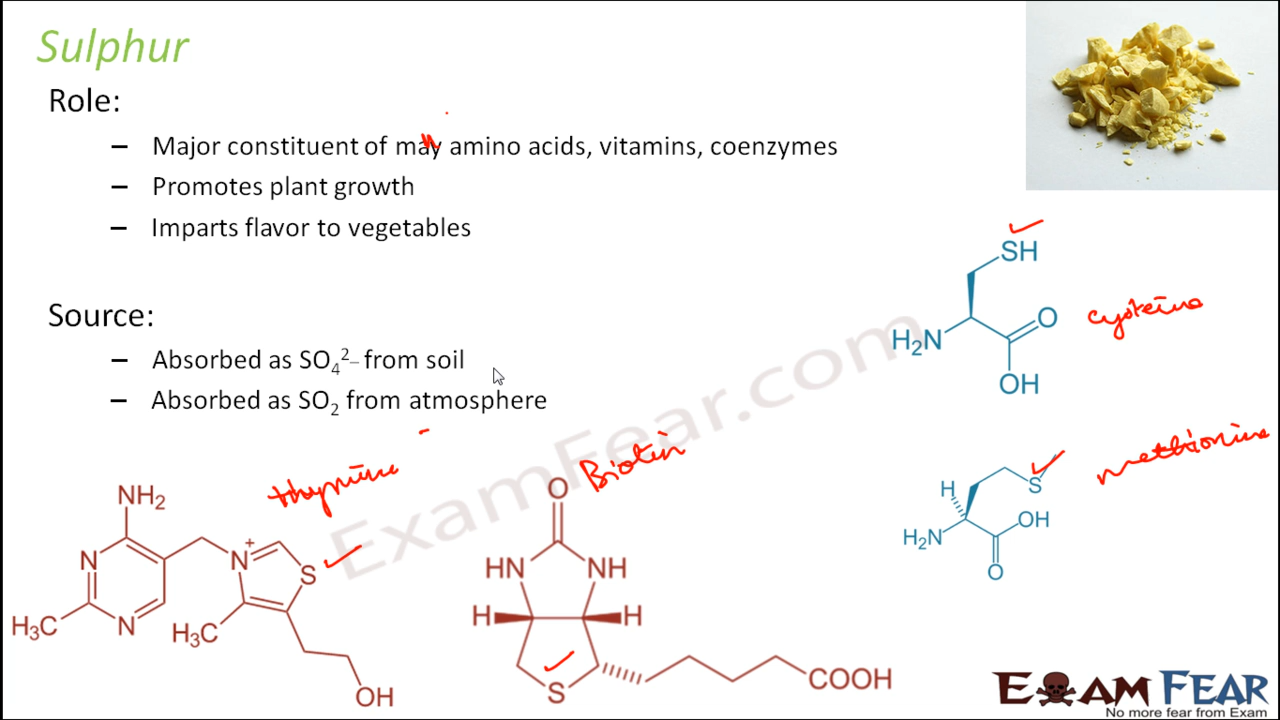 Sulphur
Role:
– Major constituent of many amino acids, vitamins, coenzymes
– Promotes plant growth
– Imparts flavor to vegetables
Source:
– Absorbed as SO₄²⁻ from soil
– Absorbed as SO₂ from atmosphere
SH
H₂N
O
OH
cysteine
methionine
H
S
H₂N
OH
O
thymine
NH₂
N
N
H₃C
N+
S
H₃C
OH
Biotin
O
HN
NH
H
H
S
COOH
ExamFear.com
EXAM FEAR
No more fear from Exam